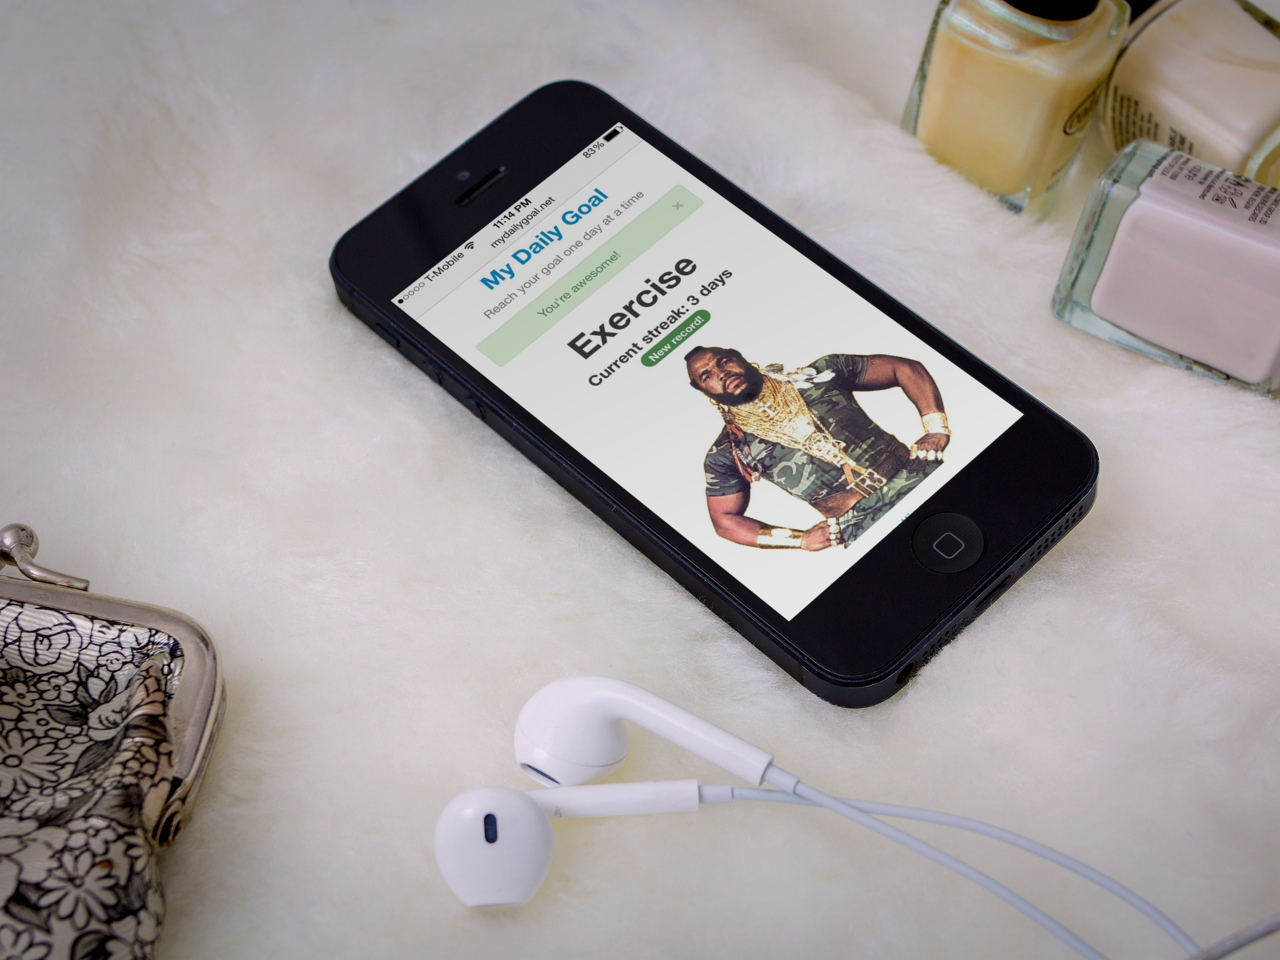 T-Mobile
11:14 PM
83%
mydailygoal.net
My Daily Goal
Reach your goal one day at a time
You're awesome!
×
Exercise
Current streak: 3 days
New record!